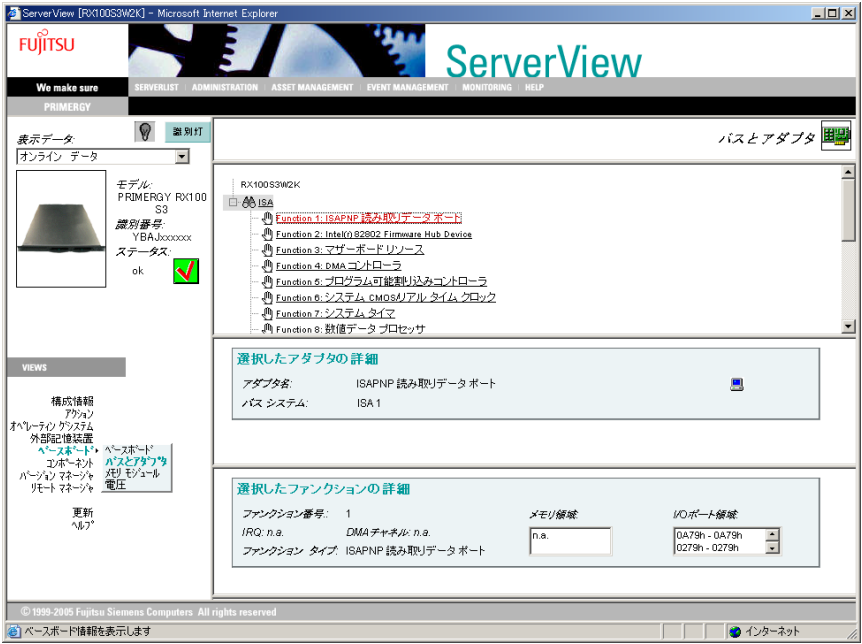 ServerView [RX100S3W2K] - Microsoft Internet Explorer
FUJITSU
ServerView
We make sure
SERVERLIST | ADMINISTRATION | ASSET MANAGEMENT | EVENT MANAGEMENT | MONITORING | HELP
PRIMERGY
表示データ:
識別灯
オンライン データ
バスとアダプタ
モデル:
PRIMERGY RX100
S3
識別番号:
YBAJxxxxxx
ステータス:
ok
RX100S3W2K
ISA
Function 1: ISAPNP 読み取りデータ ポート
Function 2: Intel(r) 82802 Firmware Hub Device
Function 3: マザーボード リソース
Function 4: DMA コントローラ
Function 5: プログラム可能割り込みコントローラ
Function 6: システム CMOS/リアル タイム クロック
Function 7: システム タイマ
Function 8: 数値データ プロセッサ
VIEWS
構成情報
アクション
オペレーティングシステム
外部記憶装置
ベースボード
コンポーネント
バージョン マネージャ
リモート マネージャ
更新
ヘルプ
ベースボード
バスとアダプタ
メモリ モジュール
電圧
選択したアダプタの詳細
アダプタ名: ISAPNP 読み取りデータ ポート
バス システム: ISA 1
選択したファンクションの詳細
ファンクション番号: 1 メモリ領域: I/Oポート領域:
IRQ: n.a. DMAチャネル: n.a. n.a. 0A79h - 0A79h
ファンクション タイプ: ISAPNP 読み取りデータ ポート 0279h - 0279h
© 1999-2005 Fujitsu Siemens Computers All rights reserved
ベースボード情報を表示します インターネット